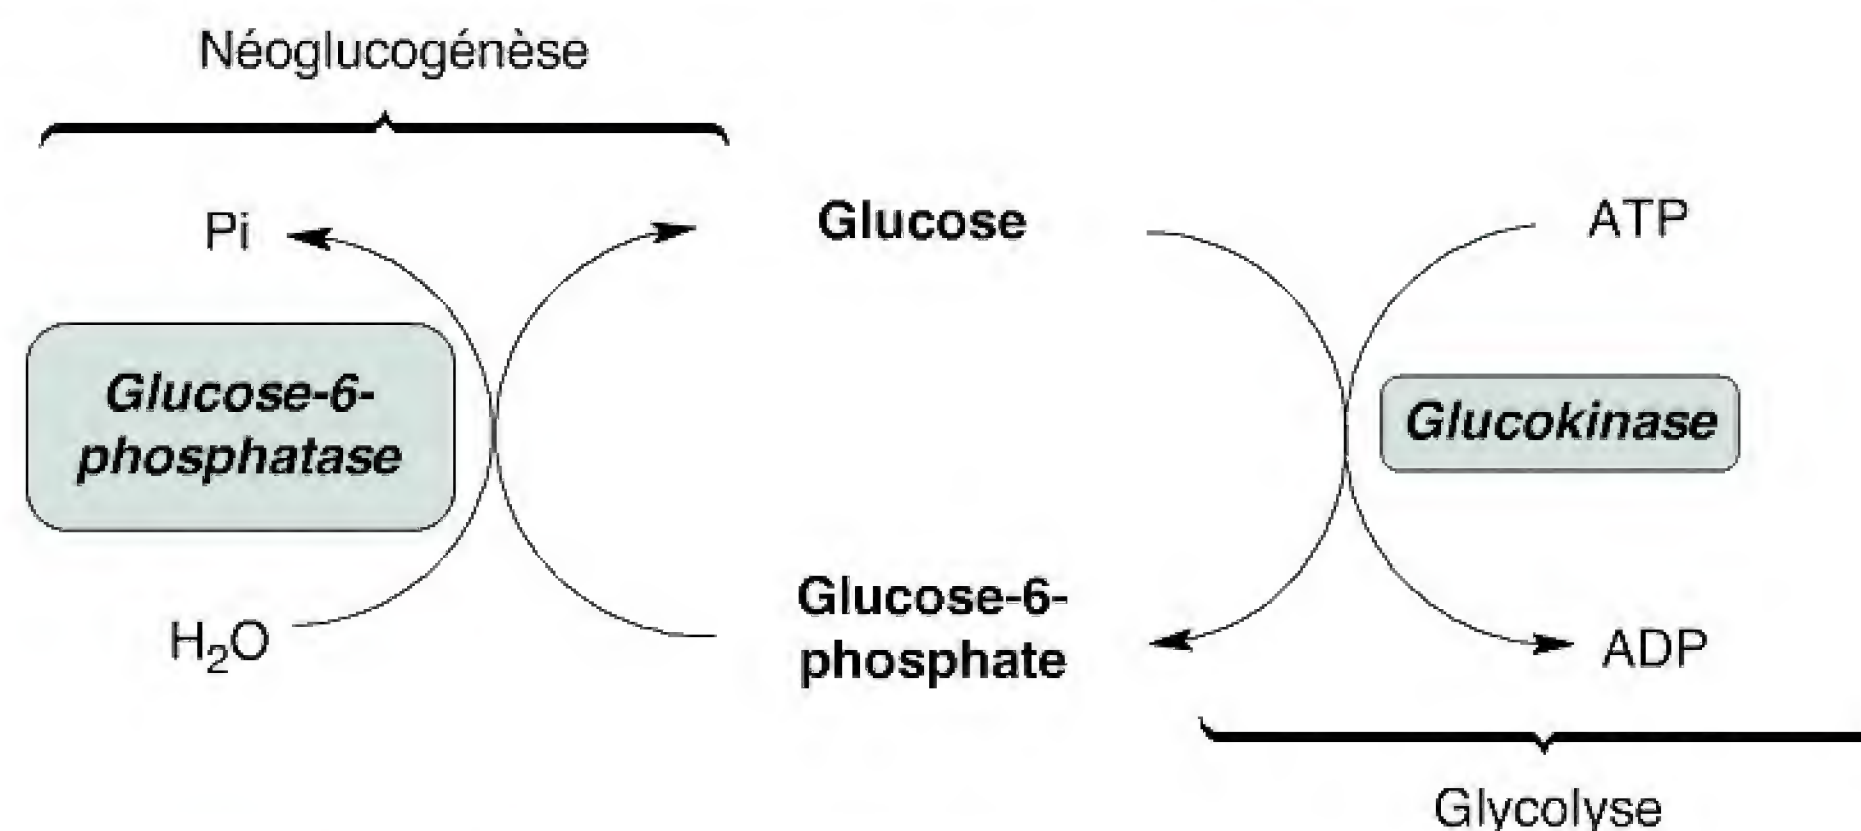 Néoglucogénèse
Pi
Glucose
ATP
Glucose-6-
phosphatase
Glucokinase
H₂O
Glucose-6-
phosphate
ADP
Glycolyse